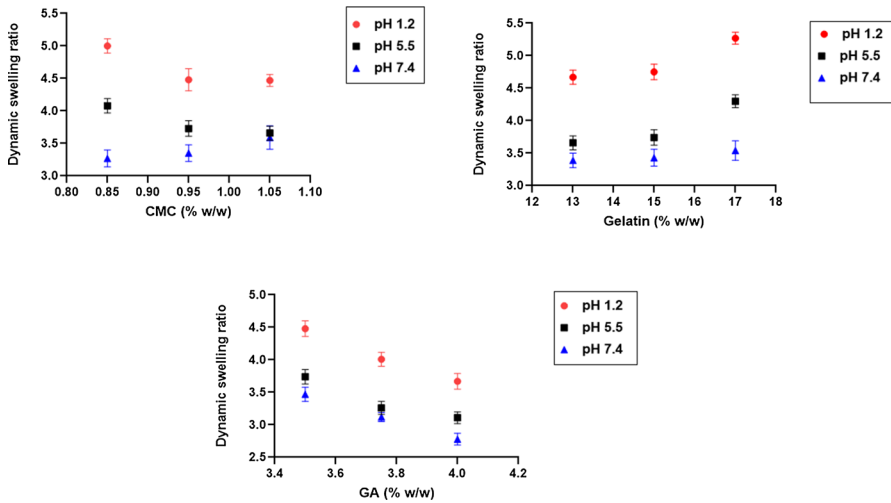 Dynamic swelling ratio
5.5
5.0
4.5
4.0
3.5
3.0
0.80 0.85 0.90 0.95 1.00 1.05 1.10
CMC (% w/w)
pH 1.2
pH 5.5
pH 7.4
Dynamic swelling ratio
5.5
5.0
4.5
4.0
3.5
3.0
12 13 14 15 16 17 18
Gelatin (% w/w)
pH 1.2
pH 5.5
pH 7.4
Dynamic swelling ratio
5.0
4.5
4.0
3.5
3.0
2.5
3.4 3.6 3.8 4.0 4.2
GA (% w/w)
pH 1.2
pH 5.5
pH 7.4